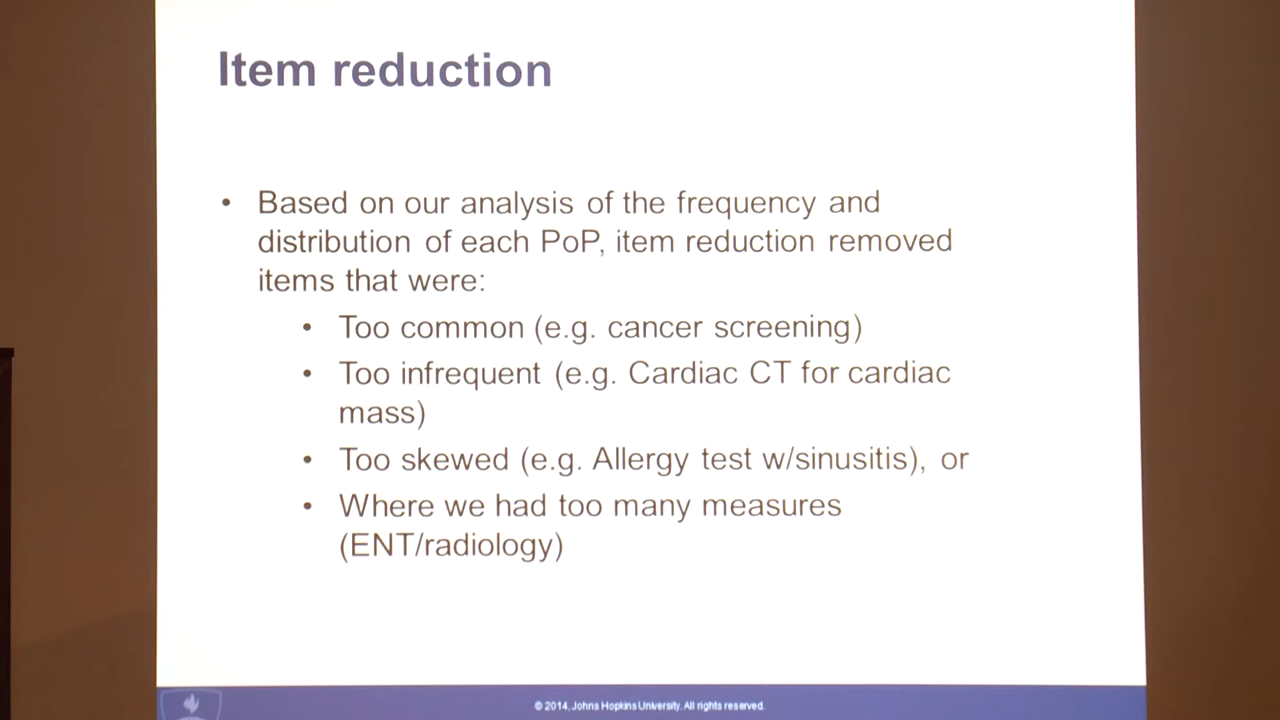 Item reduction
• Based on our analysis of the frequency and
distribution of each PoP, item reduction removed
items that were:
• Too common (e.g. cancer screening)
• Too infrequent (e.g. Cardiac CT for cardiac
mass)
• Too skewed (e.g. Allergy test w/sinusitis), or
• Where we had too many measures
(ENT/radiology)
© 2014, Johns Hopkins University. All rights reserved.